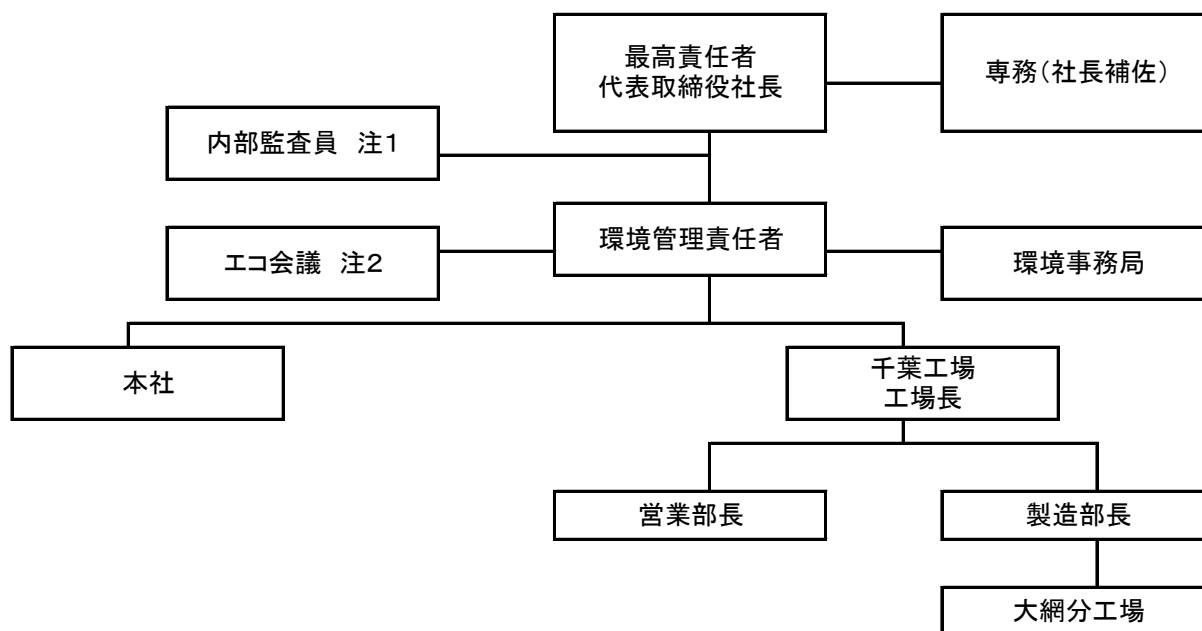 最高責任者
代表取締役社長
専務(社長補佐)
内部監査員 注1
環境管理責任者
エコ会議 注2
環境事務局
本社
千葉工場
工場長
営業部長
製造部長
大網分工場